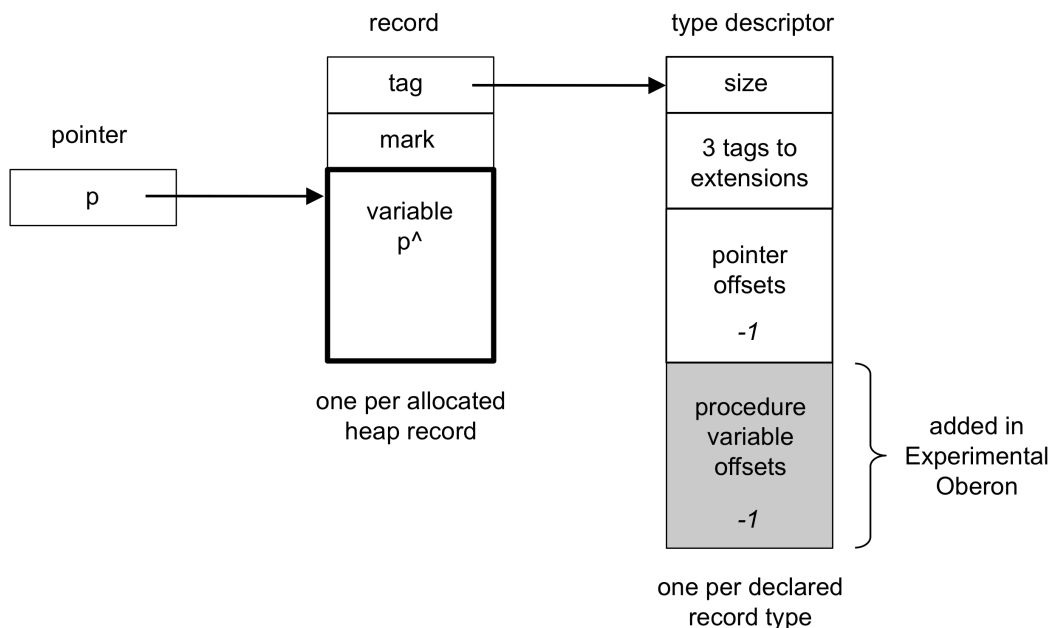 record
type descriptor
tag
size
pointer
mark
3 tags to
extensions
p
variable
p^
pointer
offsets
-1
one per allocated
heap record
procedure
variable
offsets
-1
added in
Experimental
Oberon
one per declared
record type